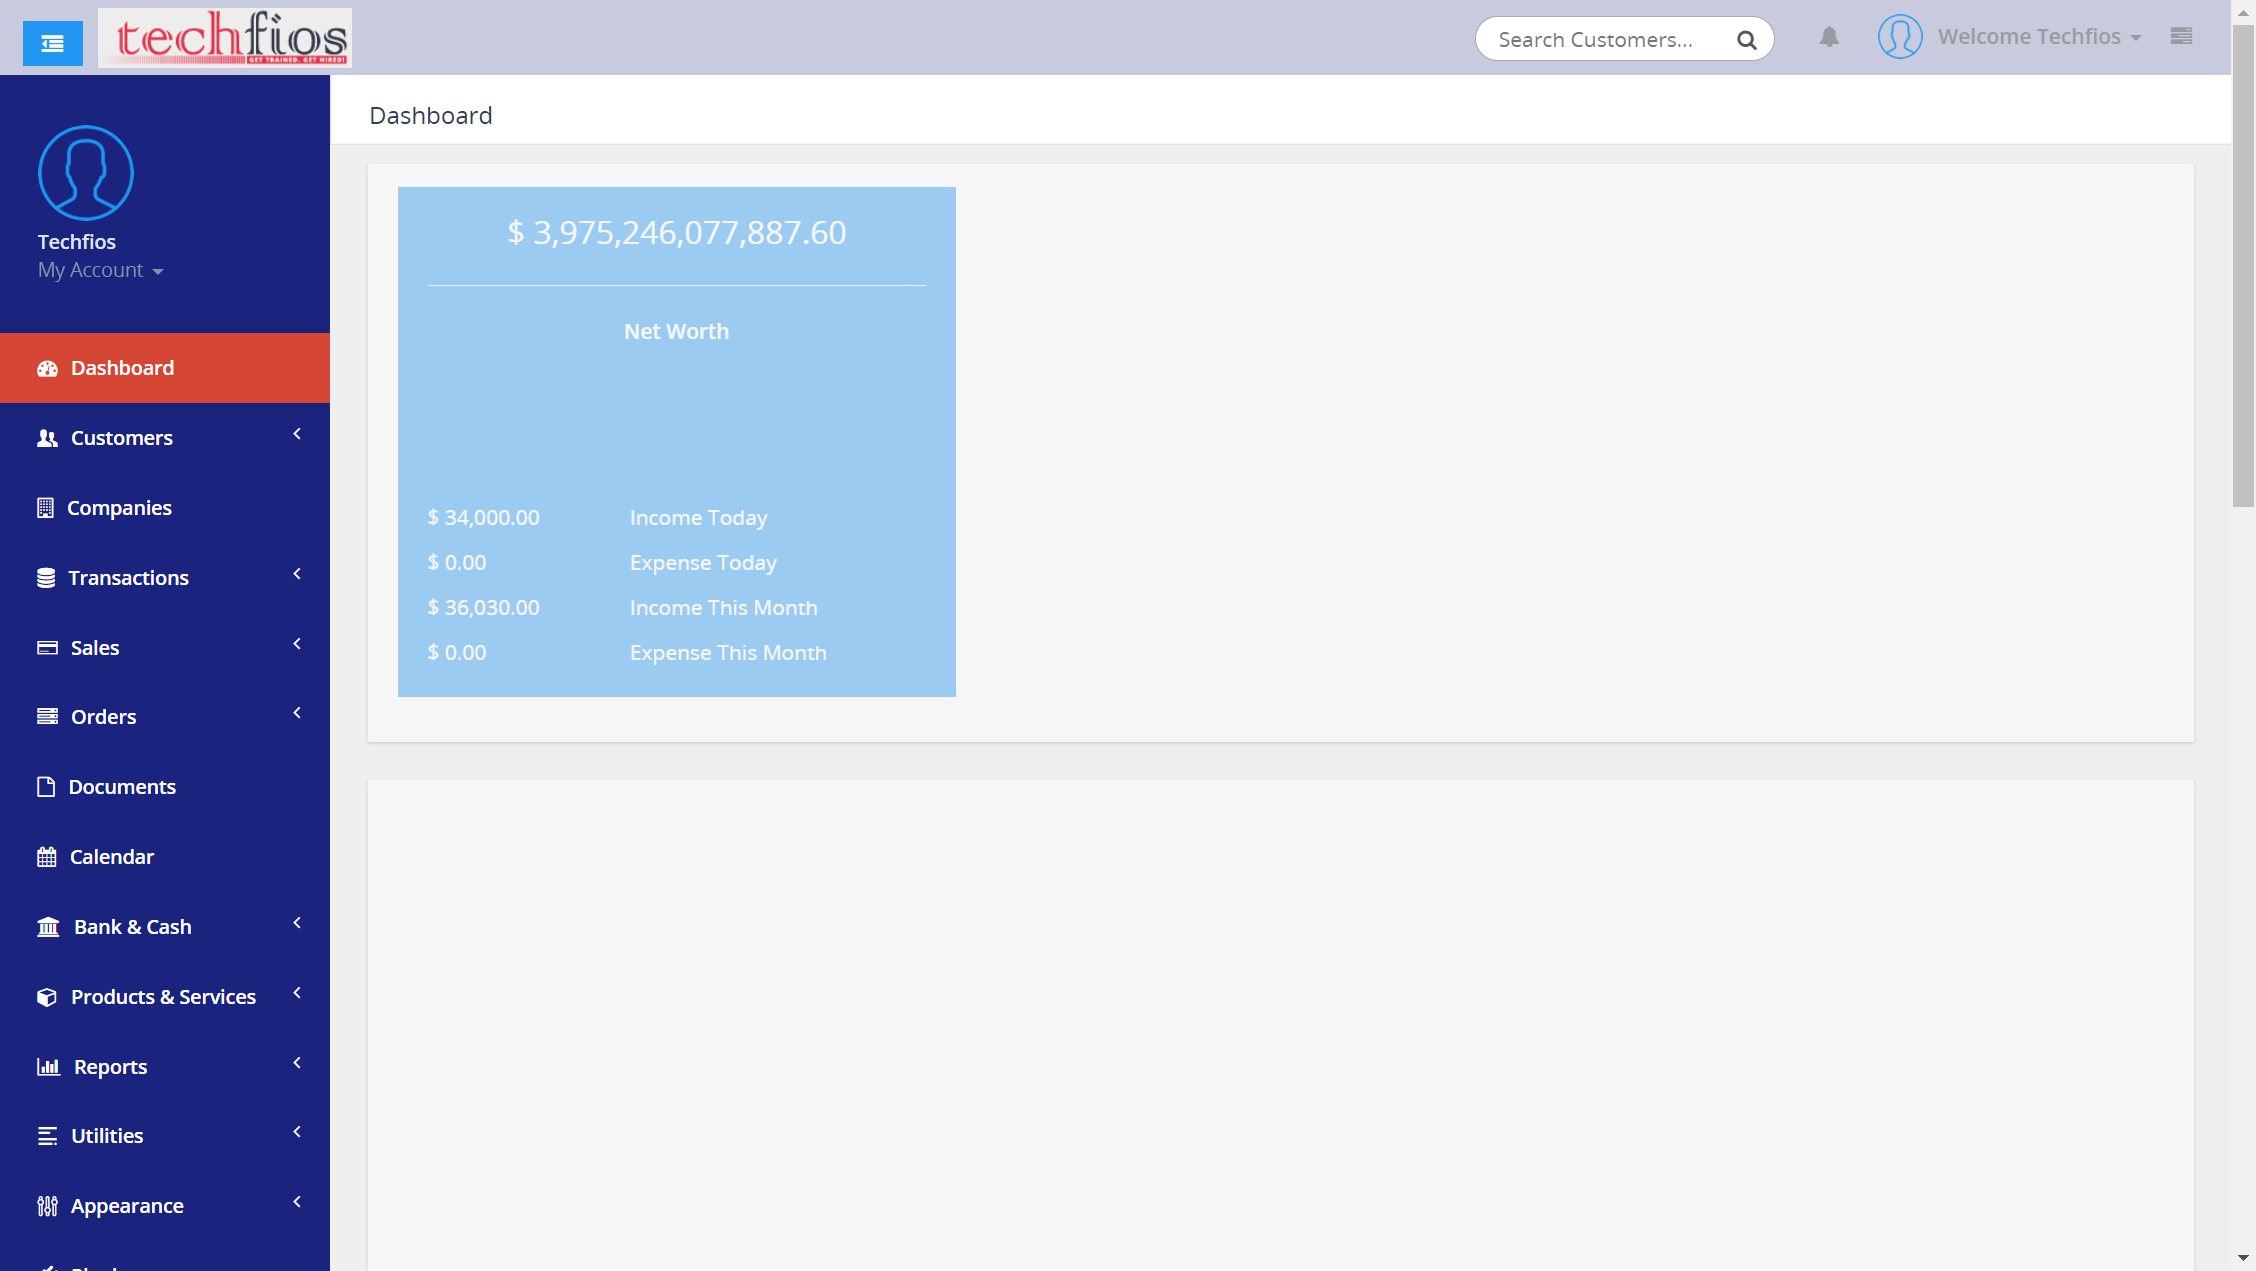 techfios
GET TRAINED. GET HIRED!
Search Customers...
Welcome Techfios
Techfios
My Account
Dashboard
Customers
Companies
Transactions
Sales
Orders
Documents
Calendar
Bank & Cash
Products & Services
Reports
Utilities
Appearance
Dashboard
$ 3,975,246,077,887.60
Net Worth
$ 34,000.00 Income Today
$ 0.00 Expense Today
$ 36,030.00 Income This Month
$ 0.00 Expense This Month